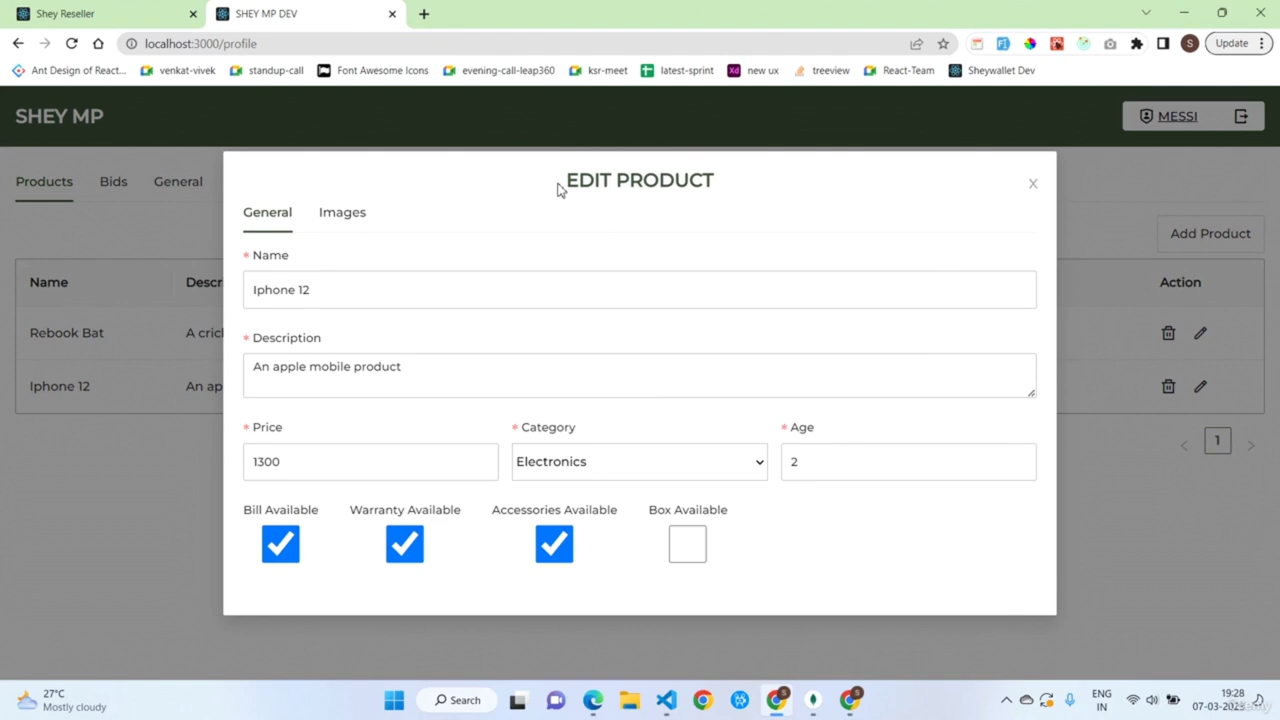 Shey Reseller
SHEY MP DEV
localhost:3000/profile
S
Update
Ant Design of React...
venkat-vivek
standup-call
Font Awesome Icons
evening-call-leap360
ksr-meet
latest-sprint
new ux
treeview
React-Team
Sheywallet Dev
SHEY MP
MESSI
Products
Bids
General
EDIT PRODUCT
X
General
Images
Add Product
* Name
Iphone 12
Name
Descr
Action
Rebook Bat
A cricl
* Description
An apple mobile product
Iphone 12
An ap
* Price
* Category
* Age
1300
Electronics
2
1
Bill Available
Warranty Available
Accessories Available
Box Available
27°C
Mostly cloudy
Search
ENG
IN
19:28
07-03-2023